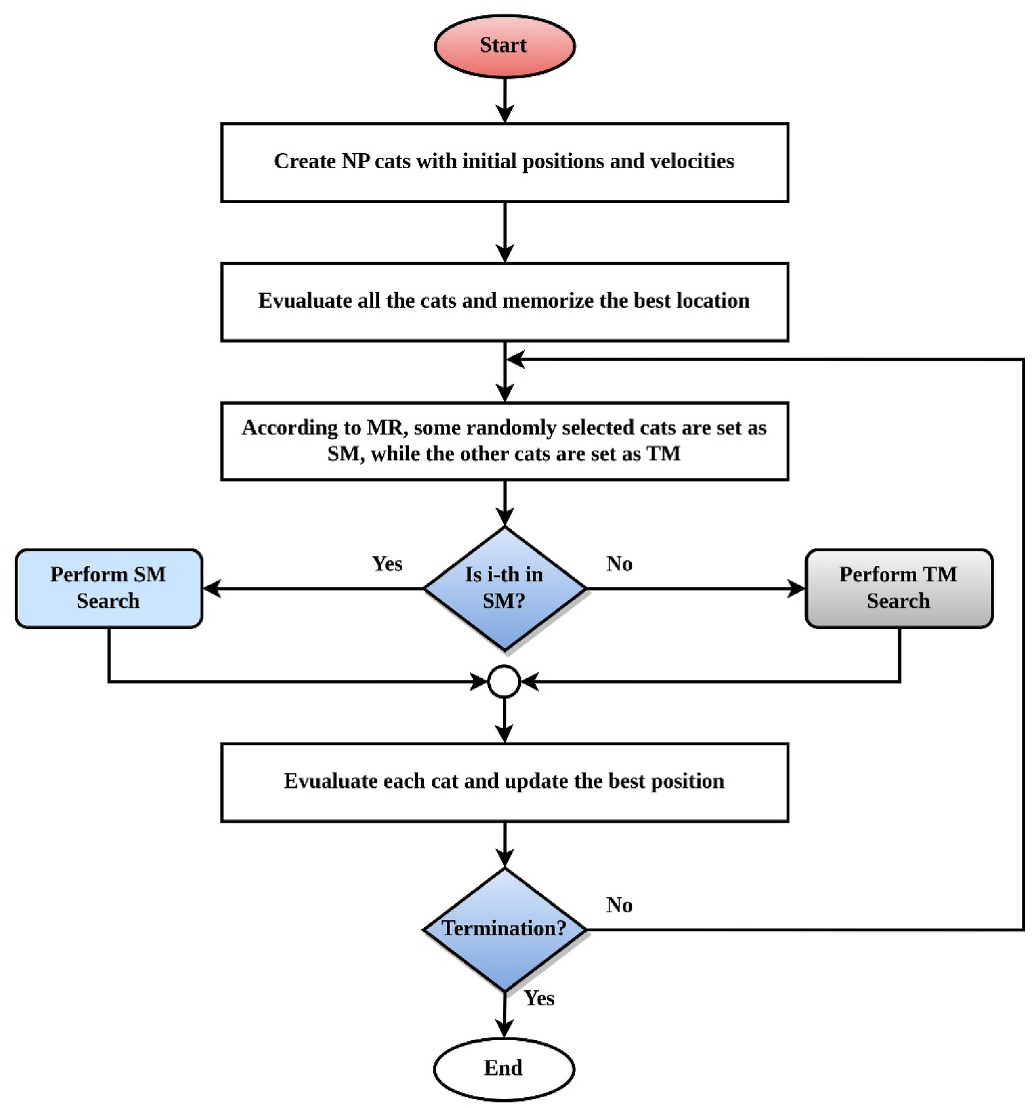 Start
Create NP cats with initial positions and velocities
Evualuate all the cats and memorize the best location
According to MR, some randomly selected cats are set as
SM, while the other cats are set as TM
Yes
No
Perform SM
Search
Is i-th in
SM?
Perform TM
Search
Evualuate each cat and update the best position
No
Termination?
Yes
End